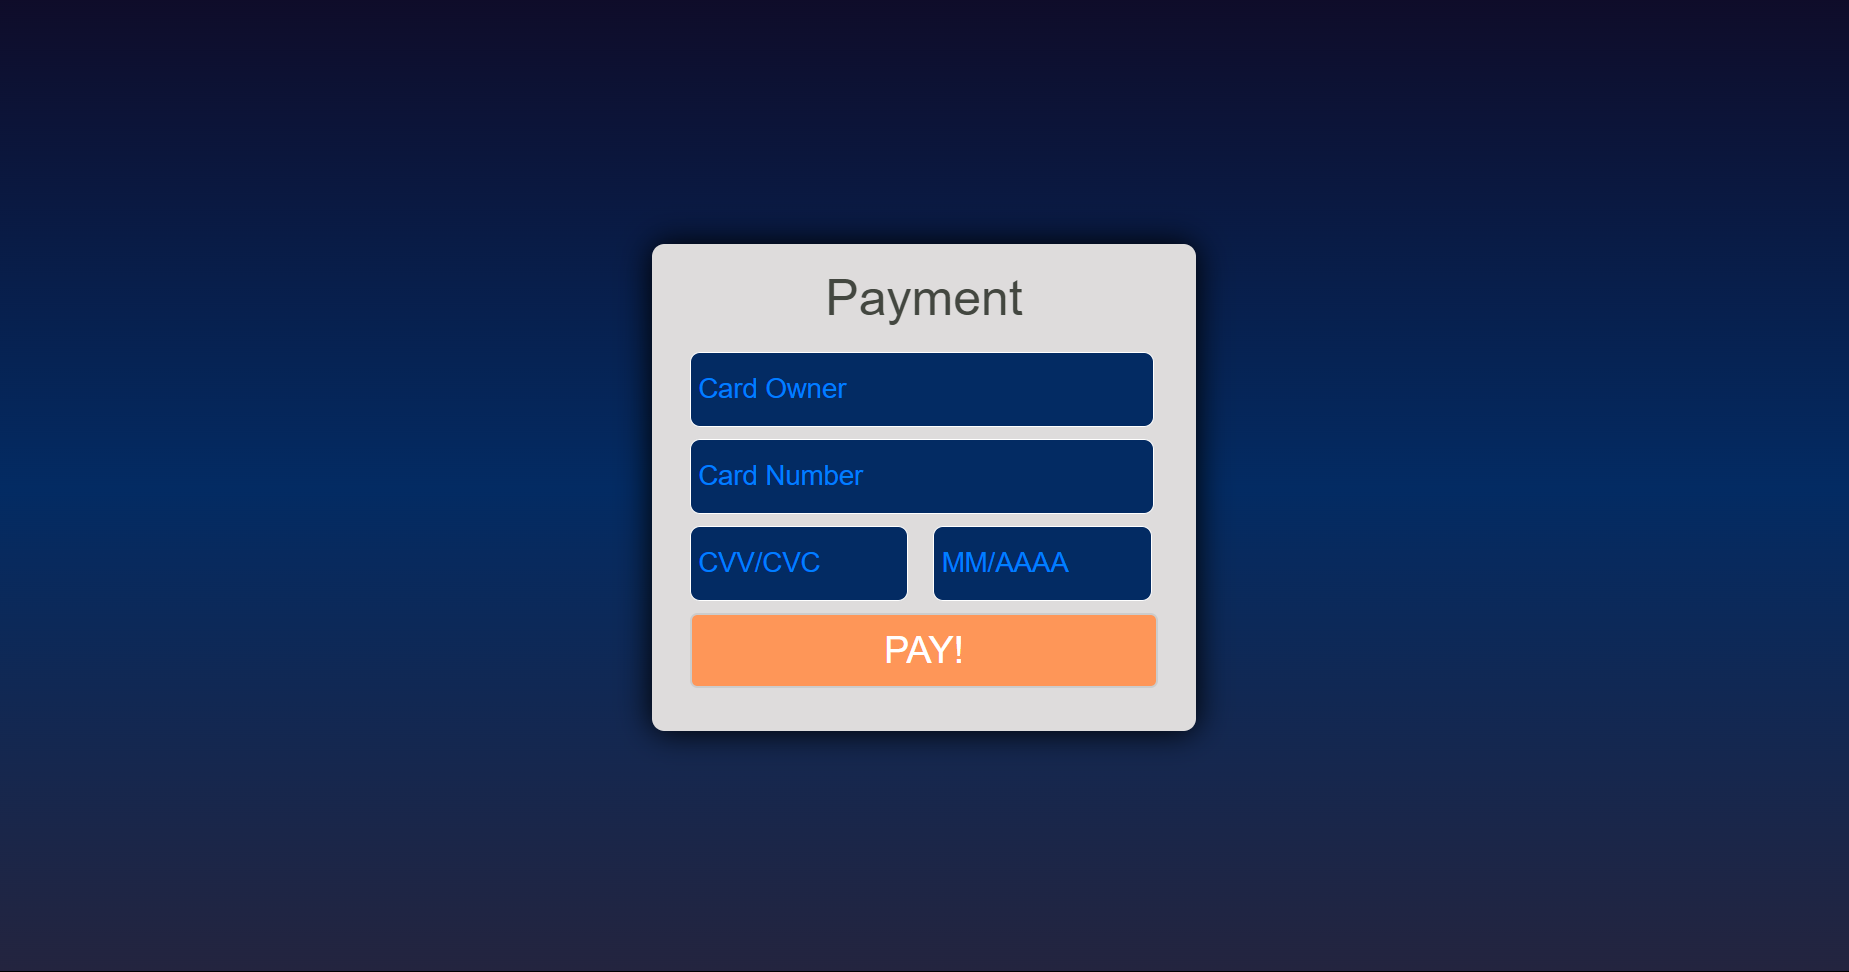 Payment
Card Owner
Card Number
CVV/CVC MM/AAAA
PAY!